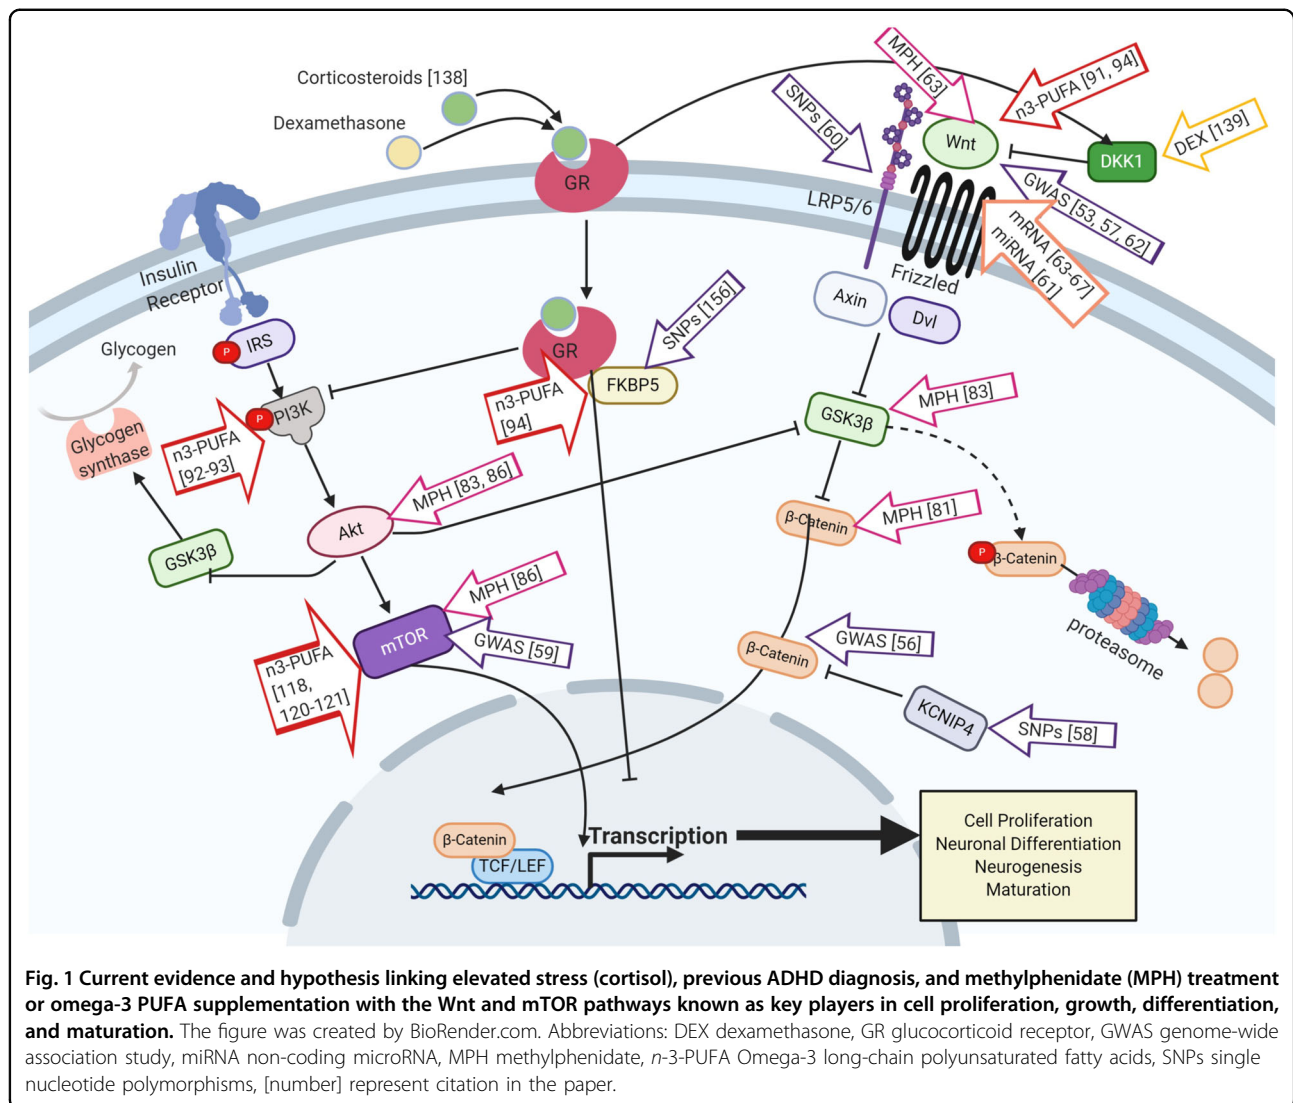 Corticosteroids [138]
Dexamethasone
GR
MPH [63]
SNPs [60]
n3-PUFA [91, 94]
Wnt
DKK1
DEX [139]
GWAS [53, 57, 62]
mRNA [63-67]
miRNA [61]
LRP5/6
Frizzled
Axin
Dvl
Insulin
Receptor
IRS
P
Glycogen
Glycogen
synthase
PI3K
P
n3-PUFA
[92-93]
GR
FKBP5
SNPs [156]
n3-PUFA
[94]
GSK3β
MPH [83]
Akt
MPH [83, 86]
GSK3β
β-Catenin
MPH [81]
P
β-Catenin
proteasome
mTOR
MPH [86]
GWAS [59]
n3-PUFA
[118,
120-121]
β-Catenin
GWAS [56]
KCNIP4
SNPs [58]
β-Catenin
TCF/LEF
Transcription
Cell Proliferation
Neuronal Differentiation
Neurogenesis
Maturation
Fig. 1 Current evidence and hypothesis linking elevated stress (cortisol), previous ADHD diagnosis, and methylphenidate (MPH) treatment
or omega-3 PUFA supplementation with the Wnt and mTOR pathways known as key players in cell proliferation, growth, differentiation,
and maturation. The figure was created by BioRender.com. Abbreviations: DEX dexamethasone, GR glucocorticoid receptor, GWAS genome-wide
association study, miRNA non-coding microRNA, MPH methylphenidate, n-3-PUFA Omega-3 long-chain polyunsaturated fatty acids, SNPs single
nucleotide polymorphisms, [number] represent citation in the paper.